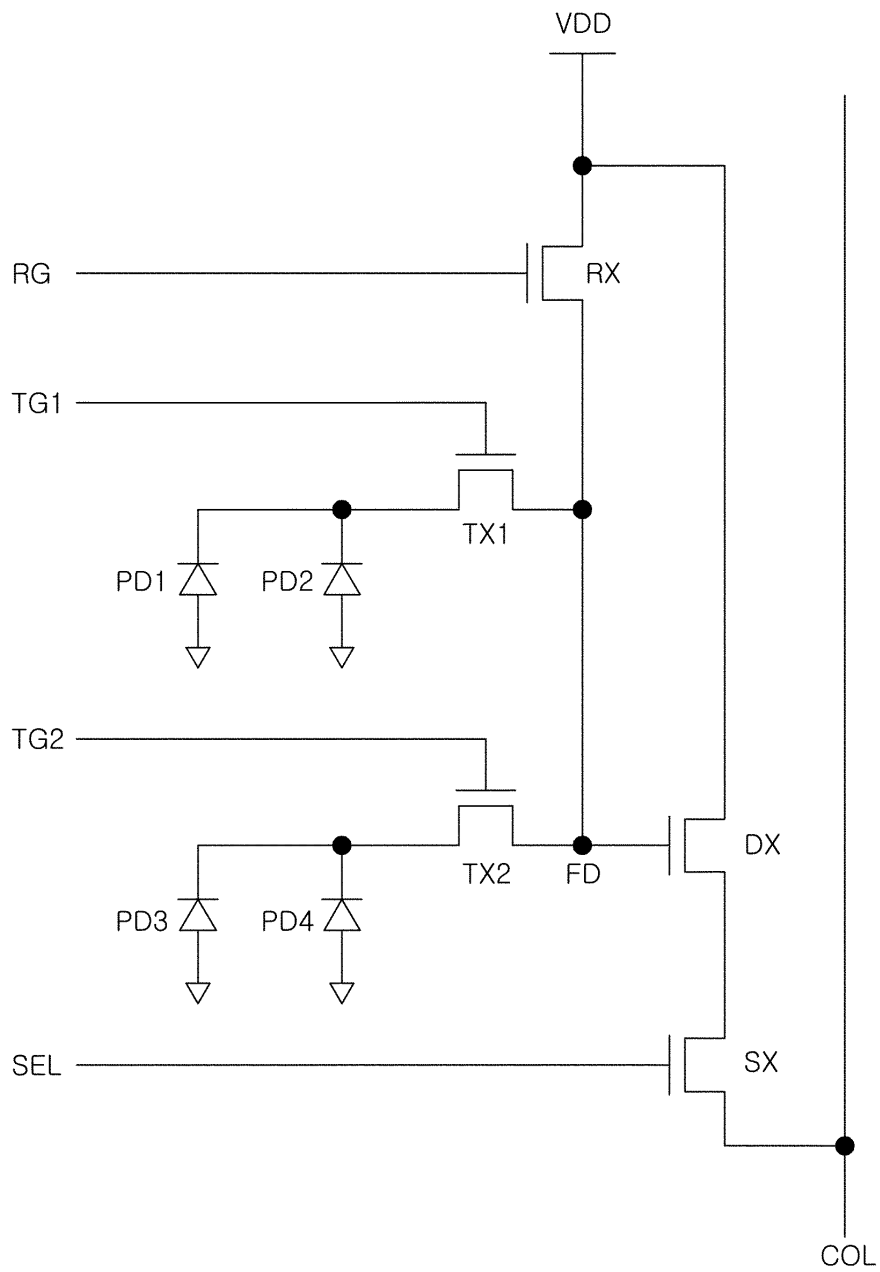 VDD
RG
RX
TG1
TX1
PD1
PD2
TG2
TX2
FD
DX
PD3
PD4
SEL
SX
COL